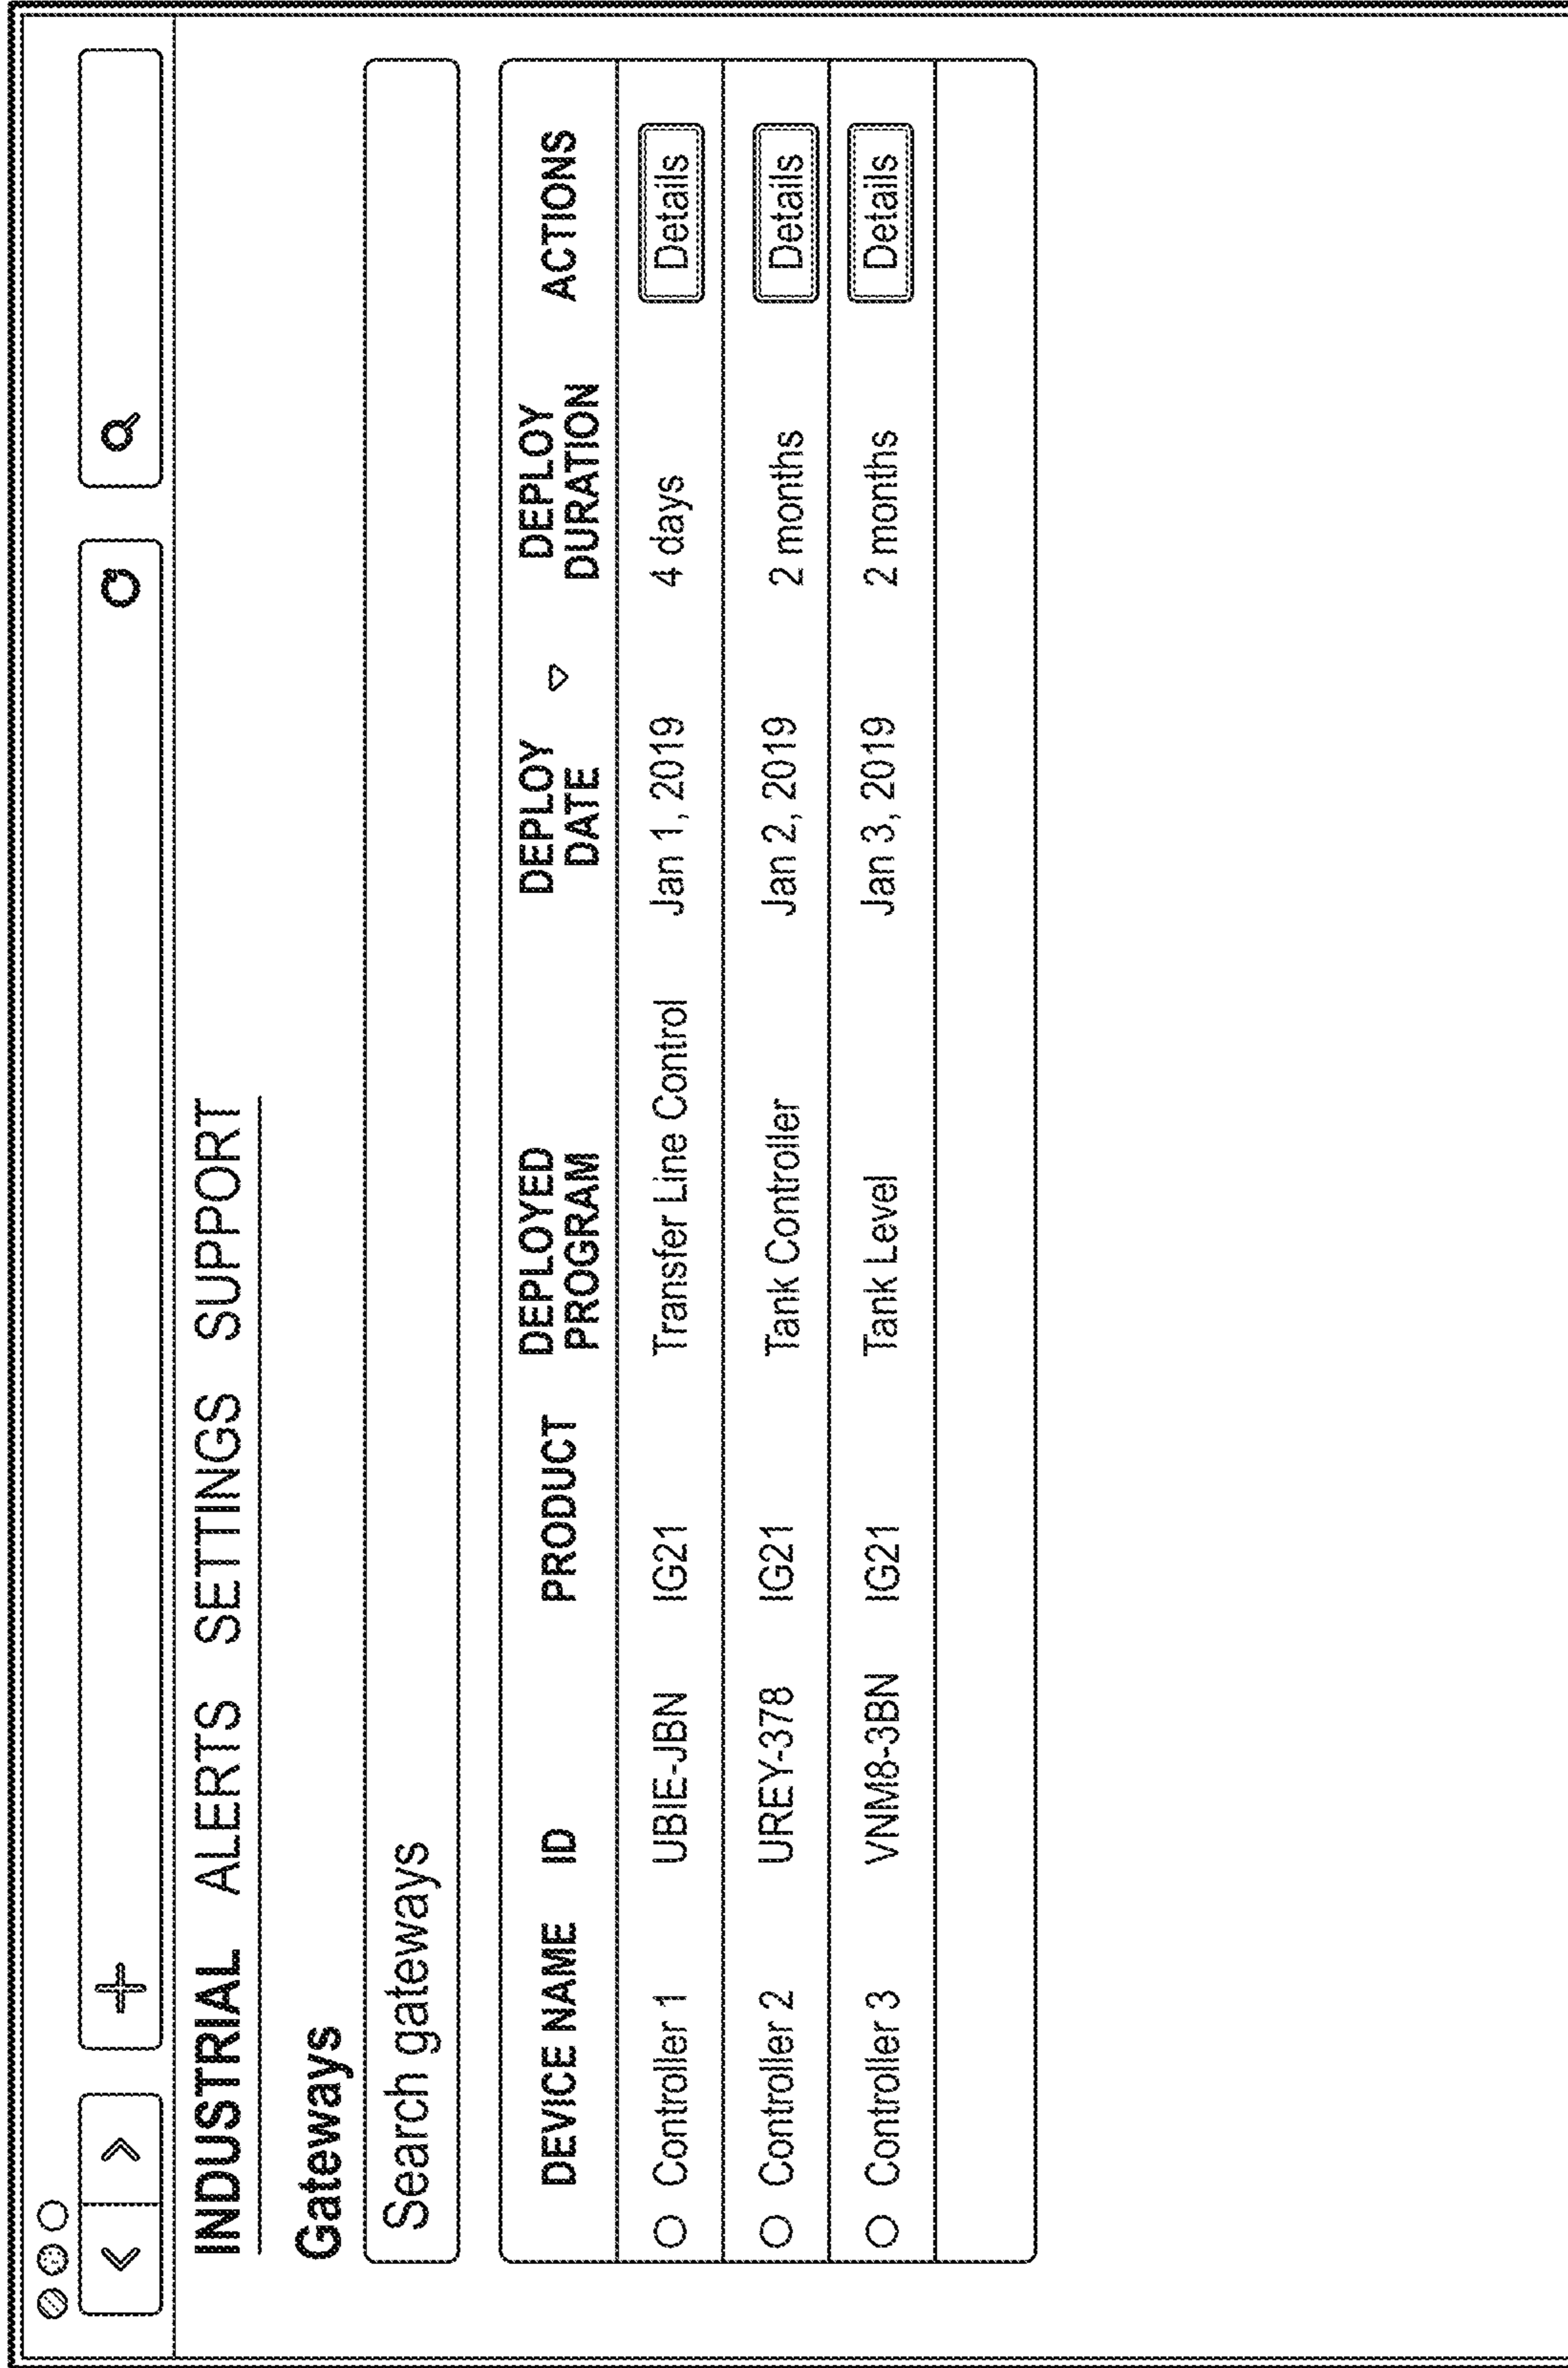 INDUSTRIAL ALERTS SETTINGS SUPPORT
Gateways
Search gateways
DEVICE NAME ID PRODUCT DEPLOYED PROGRAM DEPLOY DATE DEPLOY DURATION ACTIONS
Controller 1 UBIE-JBN IG21 Transfer Line Control Jan 1, 2019 4 days Details
Controller 2 UREY-378 IG21 Tank Controller Jan 2, 2019 2 months Details
Controller 3 VNM8-3BN IG21 Tank Level Jan 3, 2019 2 months Details